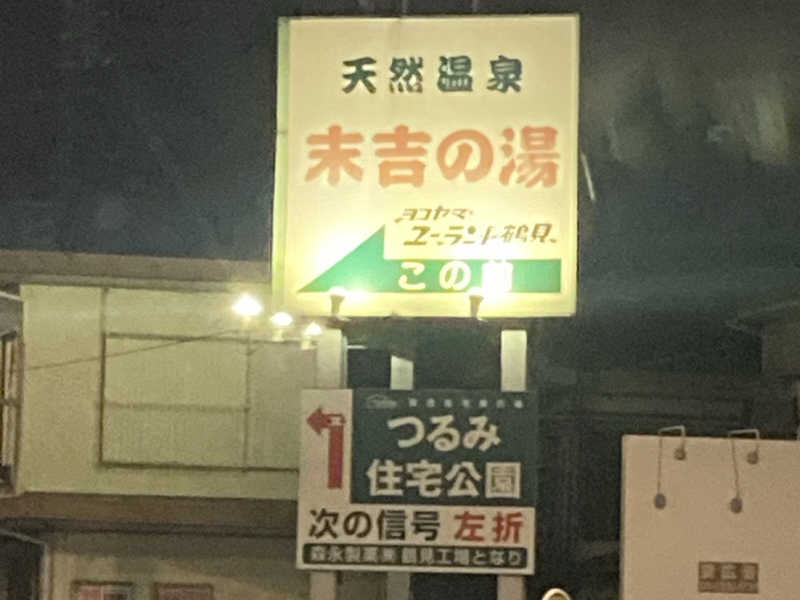 天然温泉
末吉の湯
ヨコヤマ・
ユーランド鶴見
この前
つるみ
住宅公園
次の信号 左折
森永製菓㈱ 鶴見工場となり